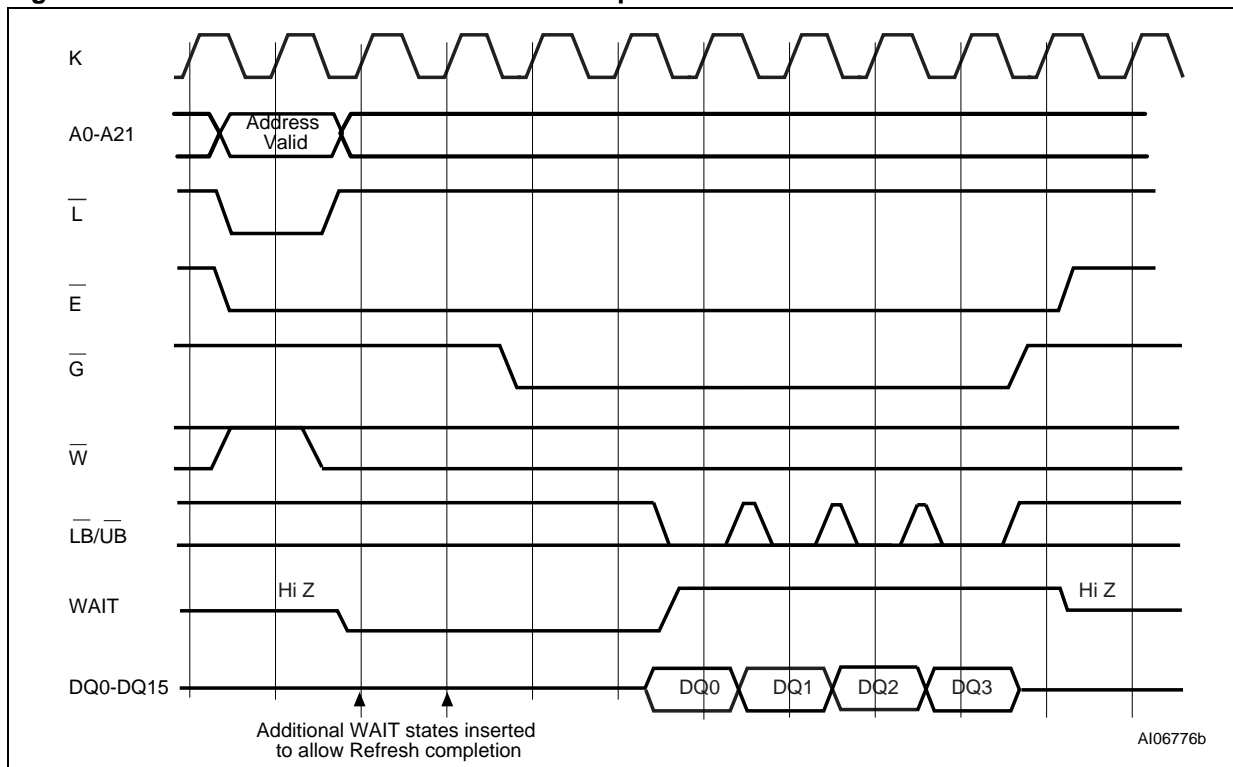 K
A0-A21
Address
Valid
L
E
G
W
LB/UB
WAIT
Hi Z
Hi Z
DQ0-DQ15
DQ0
DQ1
DQ2
DQ3
Additional WAIT states inserted
to allow Refresh completion
AI06776b